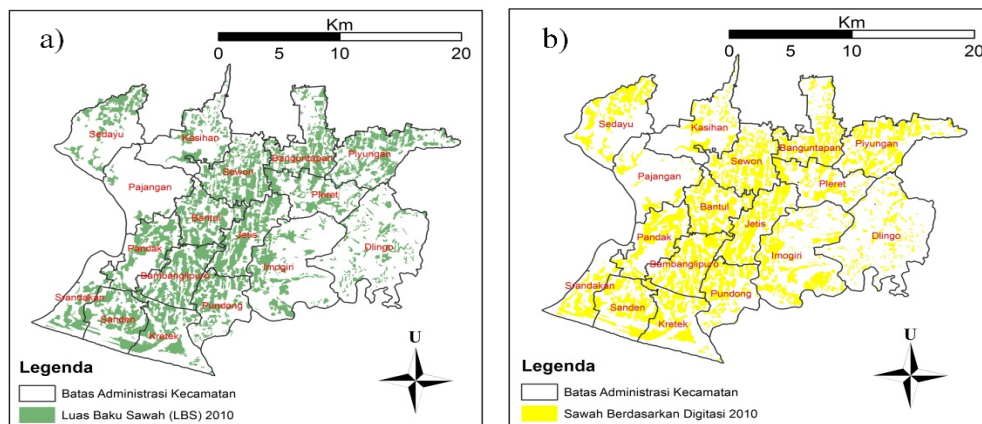 a)
Km
0 5 10 20
Sedayu
Kasihan
Banguntapan
Piyungan
Sewon
Pajangan
Pleret
Bantul
Jetis
Dlingo
Pandak
Imogiri
Bambanglipuro
Srandakan
Pundong
Sanden
Kretek
U
Legenda
Batas Administrasi Kecamatan
Luas Baku Sawah (LBS) 2010
b)
Km
0 5 10 20
Sedayu
Kasihan
Banguntapan
Piyungan
Sewon
Pajangan
Pleret
Bantul
Jetis
Dlingo
Pandak
Imogiri
Bambanglipuro
Srandakan
Pundong
Sanden
Kretek
U
Legenda
Batas Administrasi Kecamatan
Sawah Berdasarkan Digitasi 2010